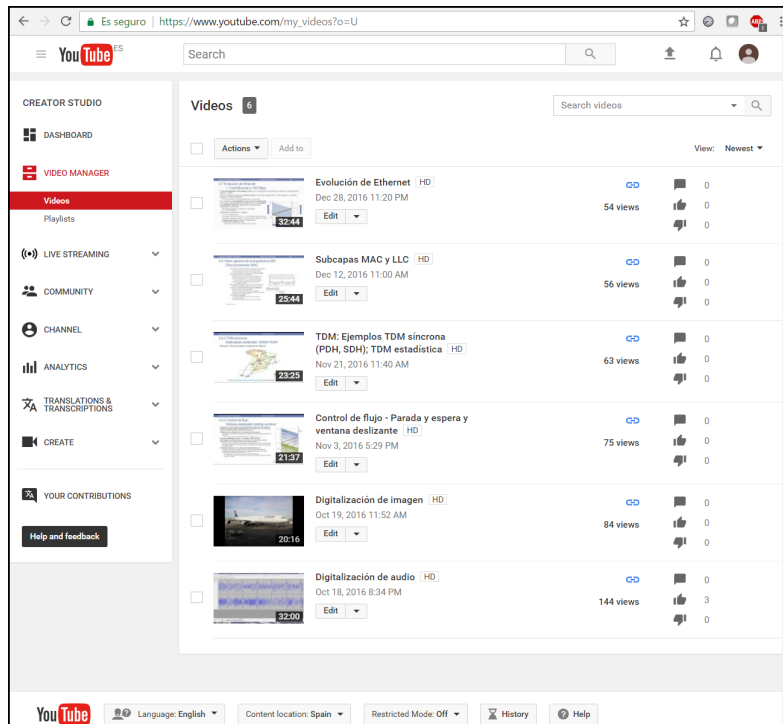 Es seguro | https://www.youtube.com/my_videos?o=U
ABP
1
YouTube ES
Search
CREATOR STUDIO
DASHBOARD
VIDEO MANAGER
Videos
Playlists
LIVE STREAMING
COMMUNITY
CHANNEL
ANALYTICS
TRANSLATIONS &
TRANSCRIPTIONS
CREATE
YOUR CONTRIBUTIONS
Help and feedback
Videos 6
Search videos
Actions Add to
View: Newest
32:44
Evolución de Ethernet HD
Dec 28, 2016 11:20 PM
Edit
54 views
0
0
0
25:44
Subcapas MAC y LLC HD
Dec 12, 2016 11:00 AM
Edit
56 views
0
0
0
23:25
TDM: Ejemplos TDM síncrona
(PDH, SDH); TDM estadística HD
Nov 21, 2016 11:40 AM
Edit
63 views
0
0
0
21:37
Control de flujo - Parada y espera y
ventana deslizante HD
Nov 3, 2016 5:29 PM
Edit
75 views
0
0
0
20:16
Digitalización de imagen HD
Oct 19, 2016 11:52 AM
Edit
84 views
0
0
0
32:00
Digitalización de audio HD
Oct 18, 2016 8:34 PM
Edit
144 views
0
3
0
YouTube
Language: English
Content location: Spain
Restricted Mode: Off
History
Help